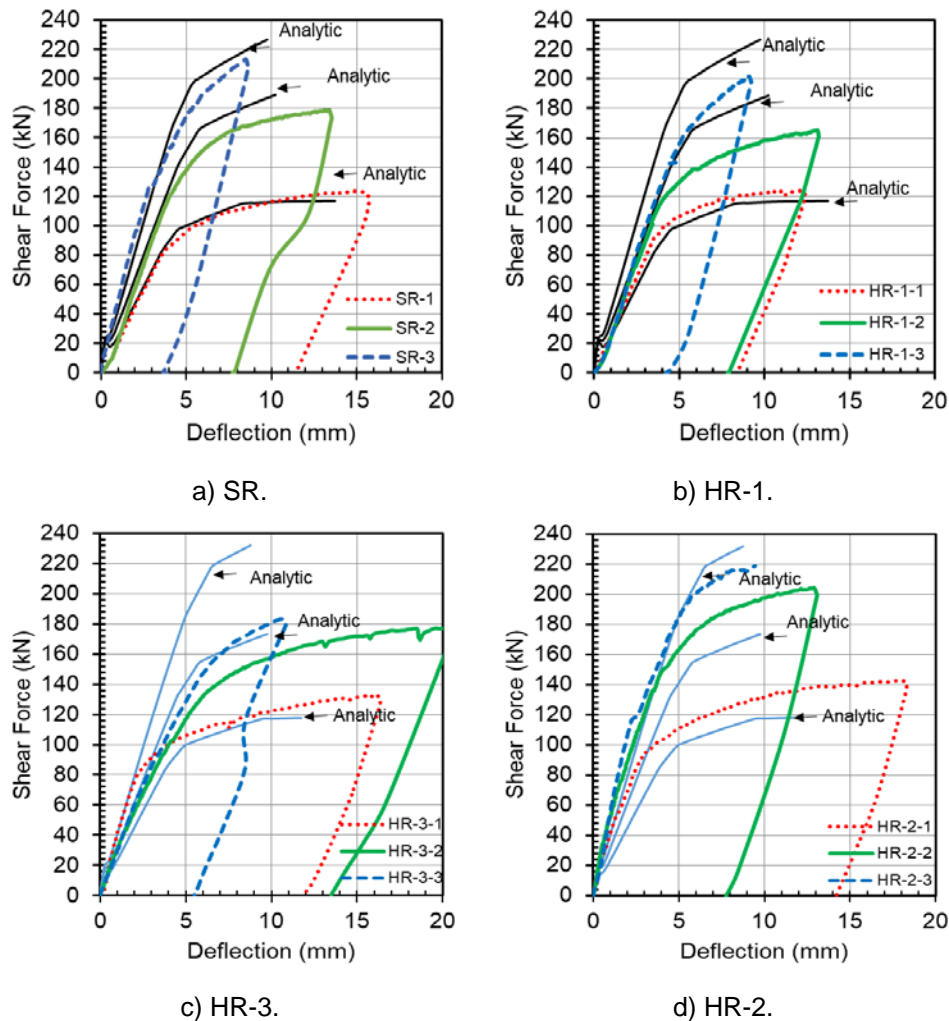 240
220
200
180
160
140
120
100
80
60
40
20
0
Shear Force (kN)
Analytic
Analytic
Analytic
SR-1
SR-2
SR-3
0 5 10 15 20
Deflection (mm)
a) SR.
240
220
200
180
160
140
120
100
80
60
40
20
0
Shear Force (kN)
Analytic
Analytic
Analytic
HR-1-1
HR-1-2
HR-1-3
0 5 10 15 20
Deflection (mm)
b) HR-1.
240
220
200
180
160
140
120
100
80
60
40
20
0
Shear Force (kN)
Analytic
Analytic
Analytic
HR-3-1
HR-3-2
HR-3-3
0 5 10 15 20
Deflection (mm)
c) HR-3.
240
220
200
180
160
140
120
100
80
60
40
20
0
Shear Force (kN)
Analytic
Analytic
Analytic
HR-2-1
HR-2-2
HR-2-3
0 5 10 15 20
Deflection (mm)
d) HR-2.